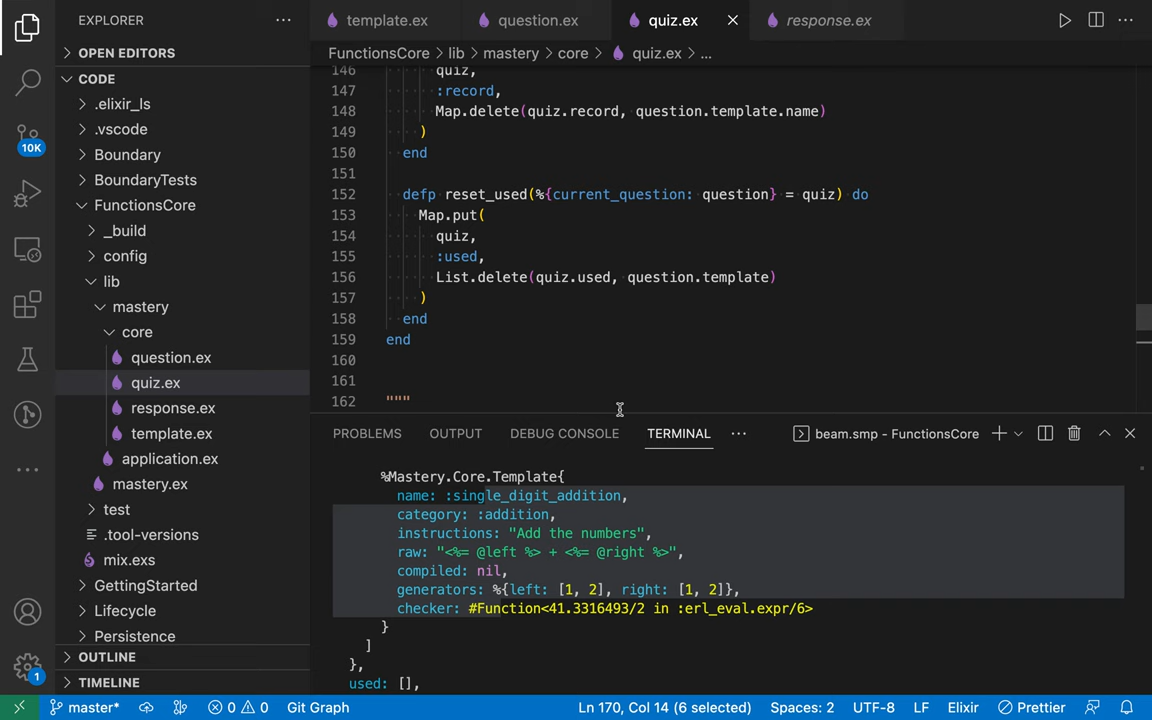 EXPLORER
OPEN EDITORS
CODE
.elixir_ls
.vscode
Boundary
BoundaryTests
FunctionsCore
_build
config
lib
mastery
core
question.ex
quiz.ex
response.ex
template.ex
application.ex
mastery.ex
test
.tool-versions
mix.exs
GettingStarted
Lifecycle
Persistence
OUTLINE
TIMELINE
10K
1
template.ex question.ex quiz.ex response.ex
FunctionsCore > lib > mastery > core > quiz.ex > ...
146 quiz,
147 :record,
148 Map.delete(quiz.record, question.template.name)
149 )
150 end
151
152 defp reset_used(%{current_question: question} = quiz) do
153 Map.put(
154 quiz,
155 :used,
156 List.delete(quiz.used, question.template)
157 )
158 end
159 end
160
161
162 """
PROBLEMS OUTPUT DEBUG CONSOLE TERMINAL ... beam.smp - FunctionsCore
%Mastery.Core.Template{
name: :single_digit_addition,
category: :addition,
instructions: "Add the numbers",
raw: "<%= @left %> + <%= @right %>",
compiled: nil,
generators: %{left: [1, 2], right: [1, 2]},
checker: #Function<41.3316493/2 in :erl_eval.expr/6>
}
]
},
used: [],
master* 0 0 Git Graph Ln 170, Col 14 (6 selected) Spaces: 2 UTF-8 LF Elixir Prettier